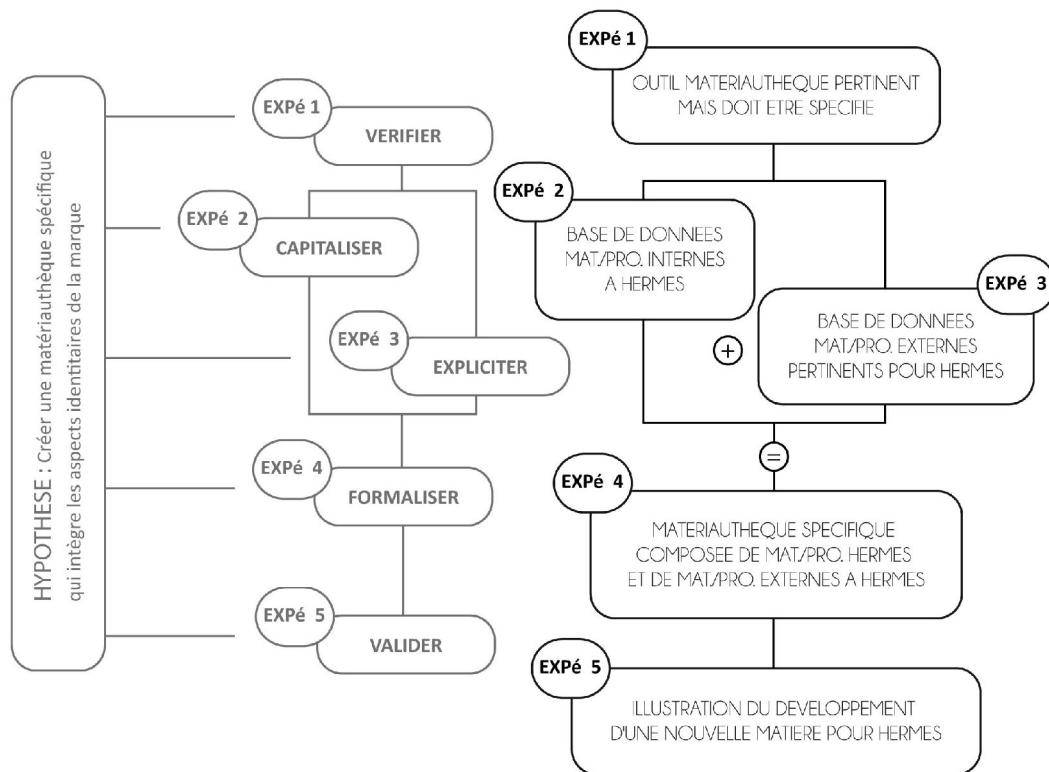 HYPOTHESE : Créer une matériauthèque spécifique
qui intègre les aspects identitaires de la marque
EXPé 1
VERIFIER
EXPé 2
CAPITALISER
EXPé 3
EXPLICITER
EXPé 4
FORMALISER
EXPé 5
VALIDER
EXPé 1
OUTIL MATERIAUTHEQUE PERTINENT
MAIS DOIT ETRE SPECIFIE
EXPé 2
BASE DE DONNEES
MAT/PRO. INTERNES
A HERMES
EXPé 3
BASE DE DONNEES
MAT/PRO. EXTERNES
PERTINENTS POUR HERMES
+
=
EXPé 4
MATERIAUTHEQUE SPECIFIQUE
COMPOSEE DE MAT/PRO. HERMES
ET DE MAT/PRO. EXTERNES A HERMES
EXPé 5
ILLUSTRATION DU DEVELOPPEMENT
D'UNE NOUVELLE MATIERE POUR HERMES